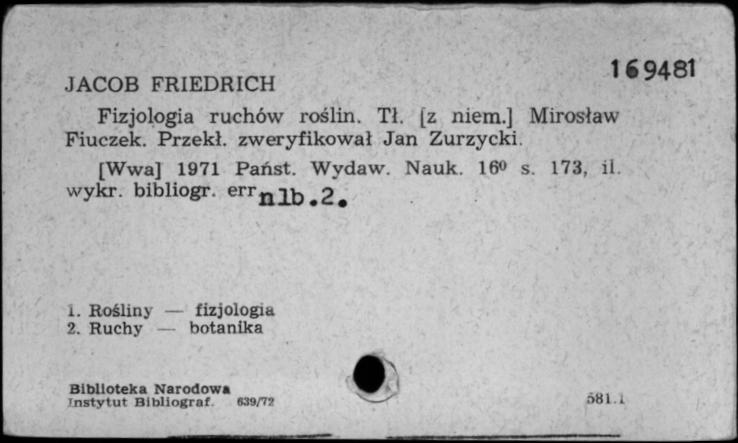 169481
JACOB FRIEDRICH
Fizjologia ruchów roślin. Tł. [z niem.] Mirosław
Fiuczek. Przekł. zweryfikował Jan Zurzycki.
[Wwa] 1971 Państ. Wydaw. Nauk. 16⁰ s. 173, il.
wykr. bibliogr. err nlb.2.
1. Rośliny — fizjologia
2. Ruchy — botanika
Biblioteka Narodowa
Instytut Bibliograf. 639/72
581.1